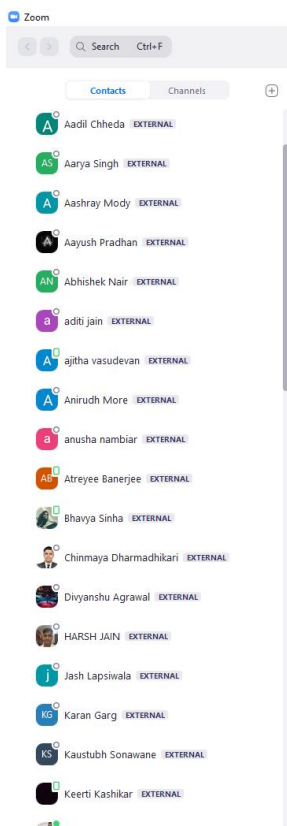 Zoom
Search Ctrl+F
Contacts Channels
A Aadil Chheda EXTERNAL
AS Aarya Singh EXTERNAL
A Aashray Mody EXTERNAL
A Aayush Pradhan EXTERNAL
AN Abhishek Nair EXTERNAL
a aditi jain EXTERNAL
A ajitha vasudevan EXTERNAL
A Anirudh More EXTERNAL
a anusha nambiar EXTERNAL
AB Atreyee Banerjee EXTERNAL
Bhavya Sinha EXTERNAL
Chinmaya Dharmadhikari EXTERNAL
Divyanshu Agrawal EXTERNAL
HARSH JAIN EXTERNAL
j Jash Lapsiwala EXTERNAL
KG Karan Garg EXTERNAL
KS Kaustubh Sonawane EXTERNAL
Keerti Kashikar EXTERNAL